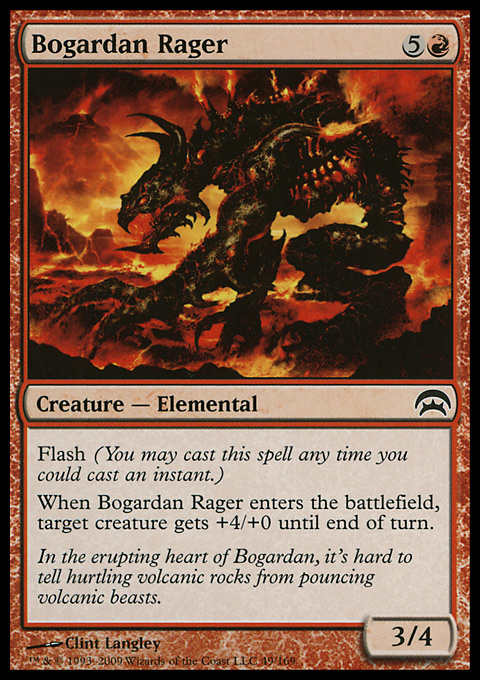 Bogardan Rager 5
Creature — Elemental
Flash (You may cast this spell any time you
could cast an instant.)
When Bogardan Rager enters the battlefield,
target creature gets +4/+0 until end of turn.
In the erupting heart of Bogardan, it's hard to
tell hurtling volcanic rocks from pouncing
volcanic beasts.
3/4
Clint Langley
™ & © 1993–2009 Wizards of the Coast LLC 49/169